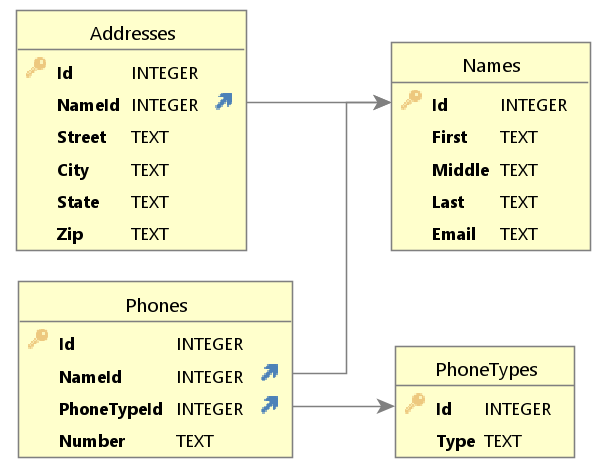 Addresses
Id INTEGER
NameId INTEGER
Street TEXT
City TEXT
State TEXT
Zip TEXT
Names
Id INTEGER
First TEXT
Middle TEXT
Last TEXT
Email TEXT
Phones
Id INTEGER
NameId INTEGER
PhoneTypeId INTEGER
Number TEXT
PhoneTypes
Id INTEGER
Type TEXT